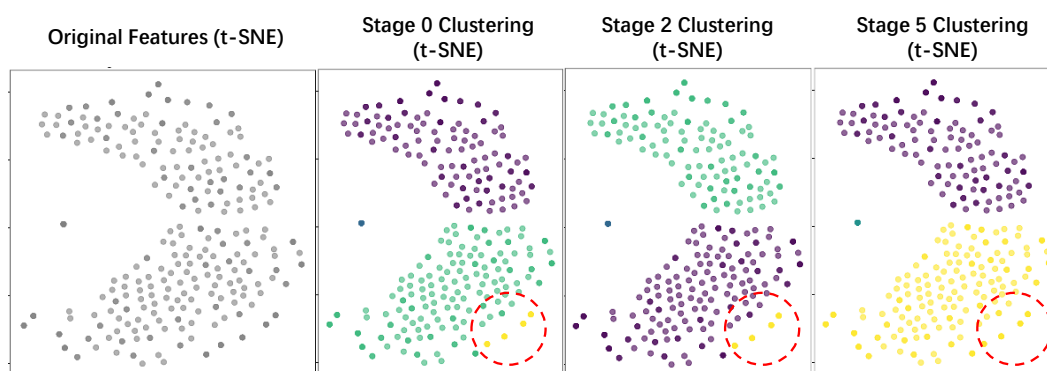 Original Features (t-SNE)
Stage 0 Clustering
(t-SNE)
Stage 2 Clustering
(t-SNE)
Stage 5 Clustering
(t-SNE)